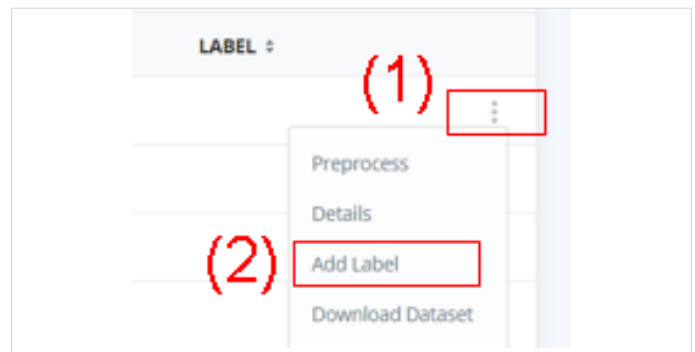 LABEL
(1)
Preprocess
Details
(2) Add Label
Download Dataset